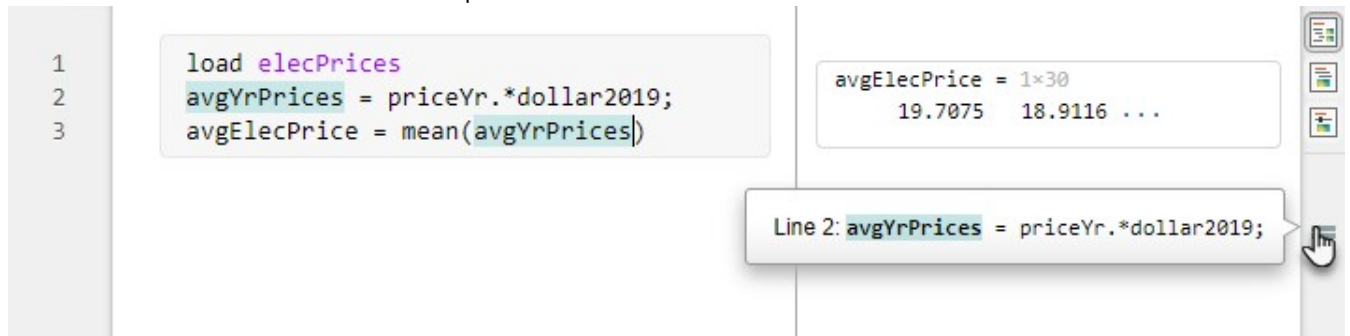 1 load elecPrices
2 avgYrPrices = priceYr.*dollar2019;
3 avgElecPrice = mean(avgYrPrices)
avgElecPrice = 1×30
19.7075 18.9116 ...
Line 2: avgYrPrices = priceYr.*dollar2019;